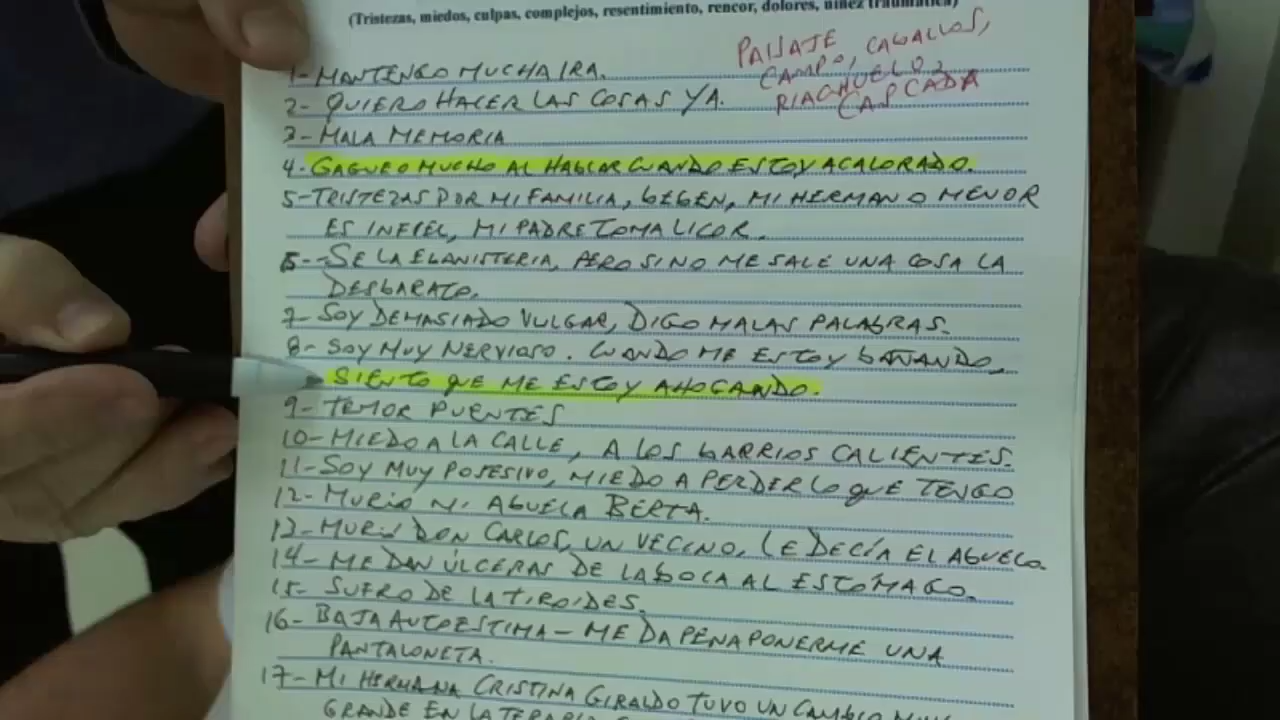 (Tristezas, miedos, culpas, complejos, resentimiento, rencor, dolores, niñez traumática)
PAISAJE
CAMPO, CABALLOS,
RIACHUELO,
CASCADA
1- MANTENGO MUCHA IRA.
2- QUIERO HACER LAS COSAS YA.
3- MALA MEMORIA
4- GAGUEO MUCHO AL HABLAR CUANDO ESTOY ACALORADO.
5- TRISTEZAS POR MI FAMILIA, MI HERMANO MENOR
ES INFIEL, MI PADRE TOMA LICOR.
6- SE LA EBANISTERIA, PERO SI NO ME SALE UNA COSA LA
DESBARATO.
7- SOY DEMASIADO VULGAR, DIGO MALAS PALABRAS.
8- SOY MUY NERVIOSO. CUANDO ME ESTOY BAÑANDO
SIENTO QUE ME ESTOY AHOGANDO.
9- TEMOR PUENTES
10- MIEDO A LA CALLE, A LOS BARRIOS CALIENTES.
11- SOY MUY POSESIVO, MIEDO A PERDER LO QUE TENGO
12- MURIO MI ABUELA BERTA.
13- MURIÓ DON CARLOS, UN VECINO, LE DECÍA EL ABUELO.
14- ME DAN ÚLCERAS DE LA BOCA AL ESTOMAGO.
15- SUFRO DE LA TIROIDES.
16- BAJA AUTOESTIMA - ME DA PENA PONERME UNA
PANTALONETA.
17- MI HERMANA CRISTINA GIRALDO TUVO UN CAMBIO MUY
GRANDE EN LA TERAPIA